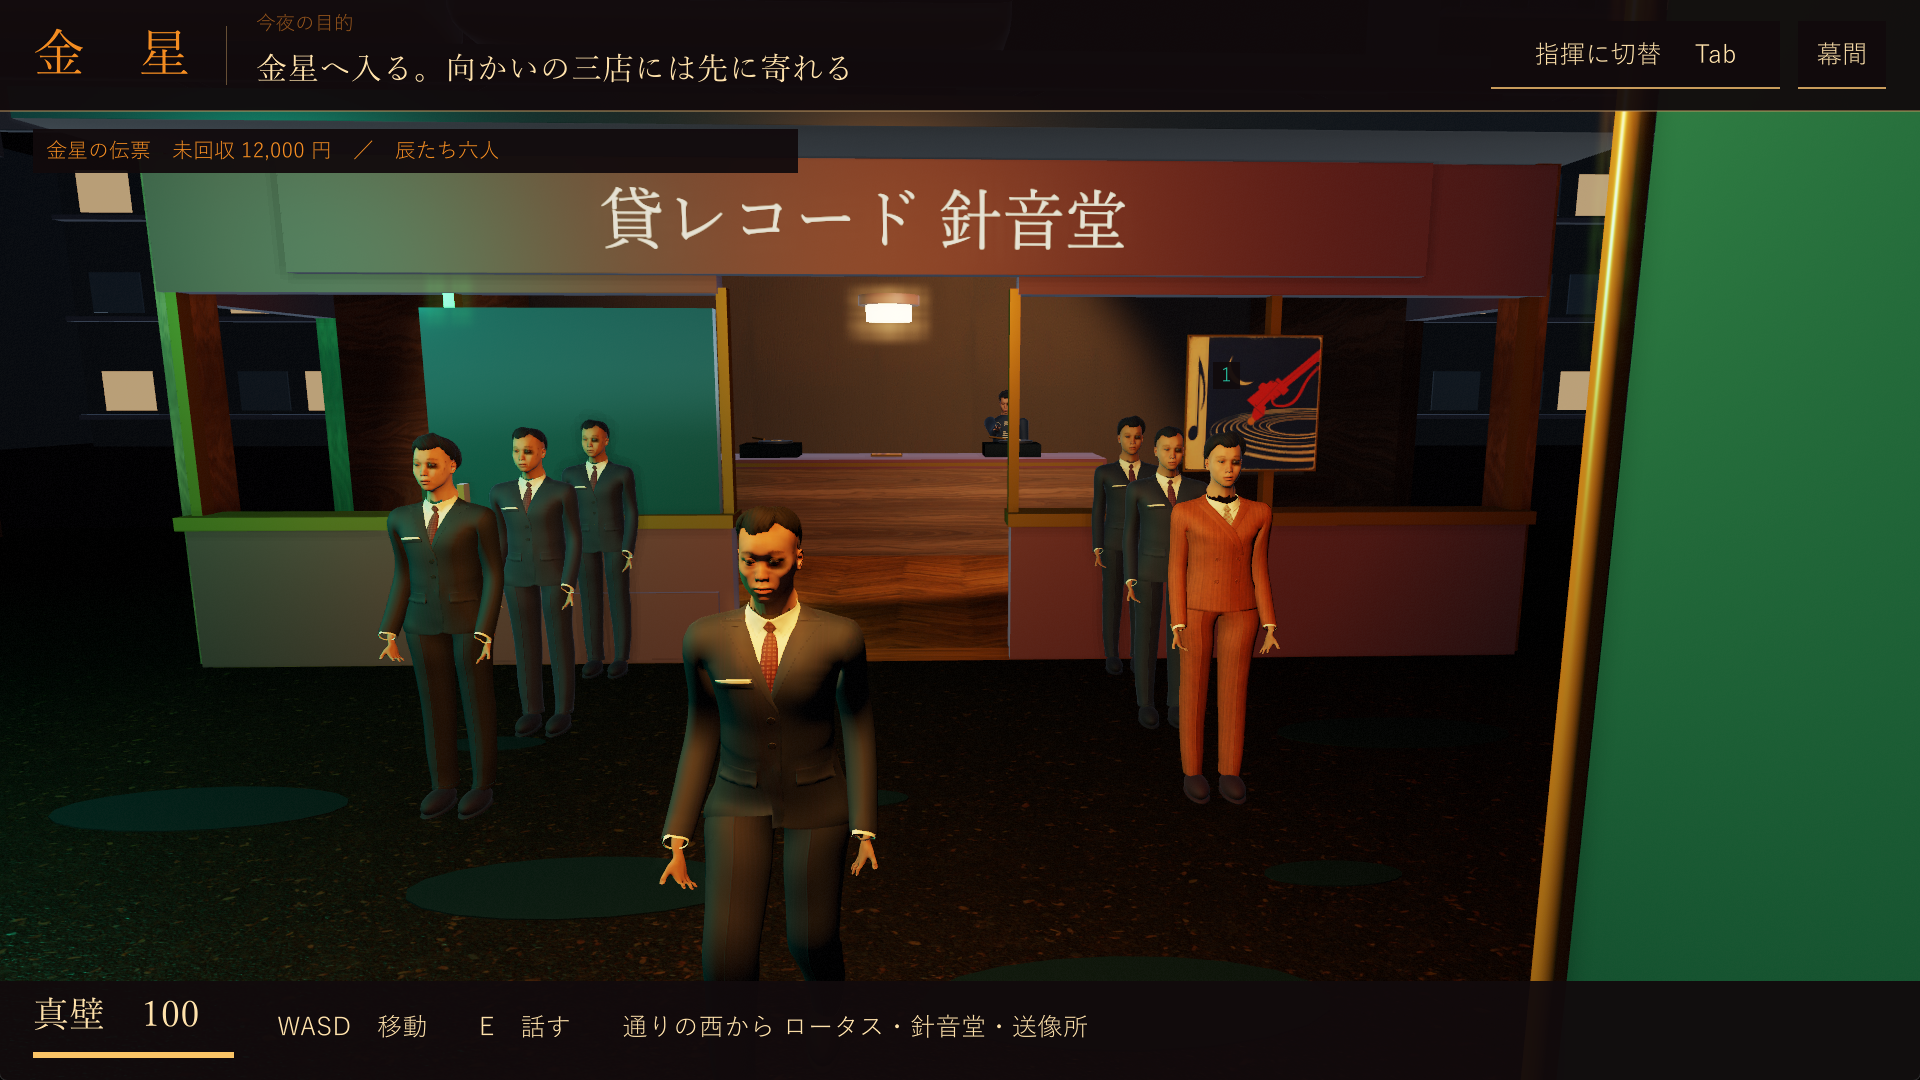 金 星
今夜の目的
金星へ入る。向かいの三店には先に寄れる
指揮に切替 Tab
幕間
金星の伝票 未回収 12,000 円 ／ 辰たち六人
貸レコード 針音堂
1
真壁 100
WASD 移動 E 話す 通りの西から ロータス・針音堂・送像所